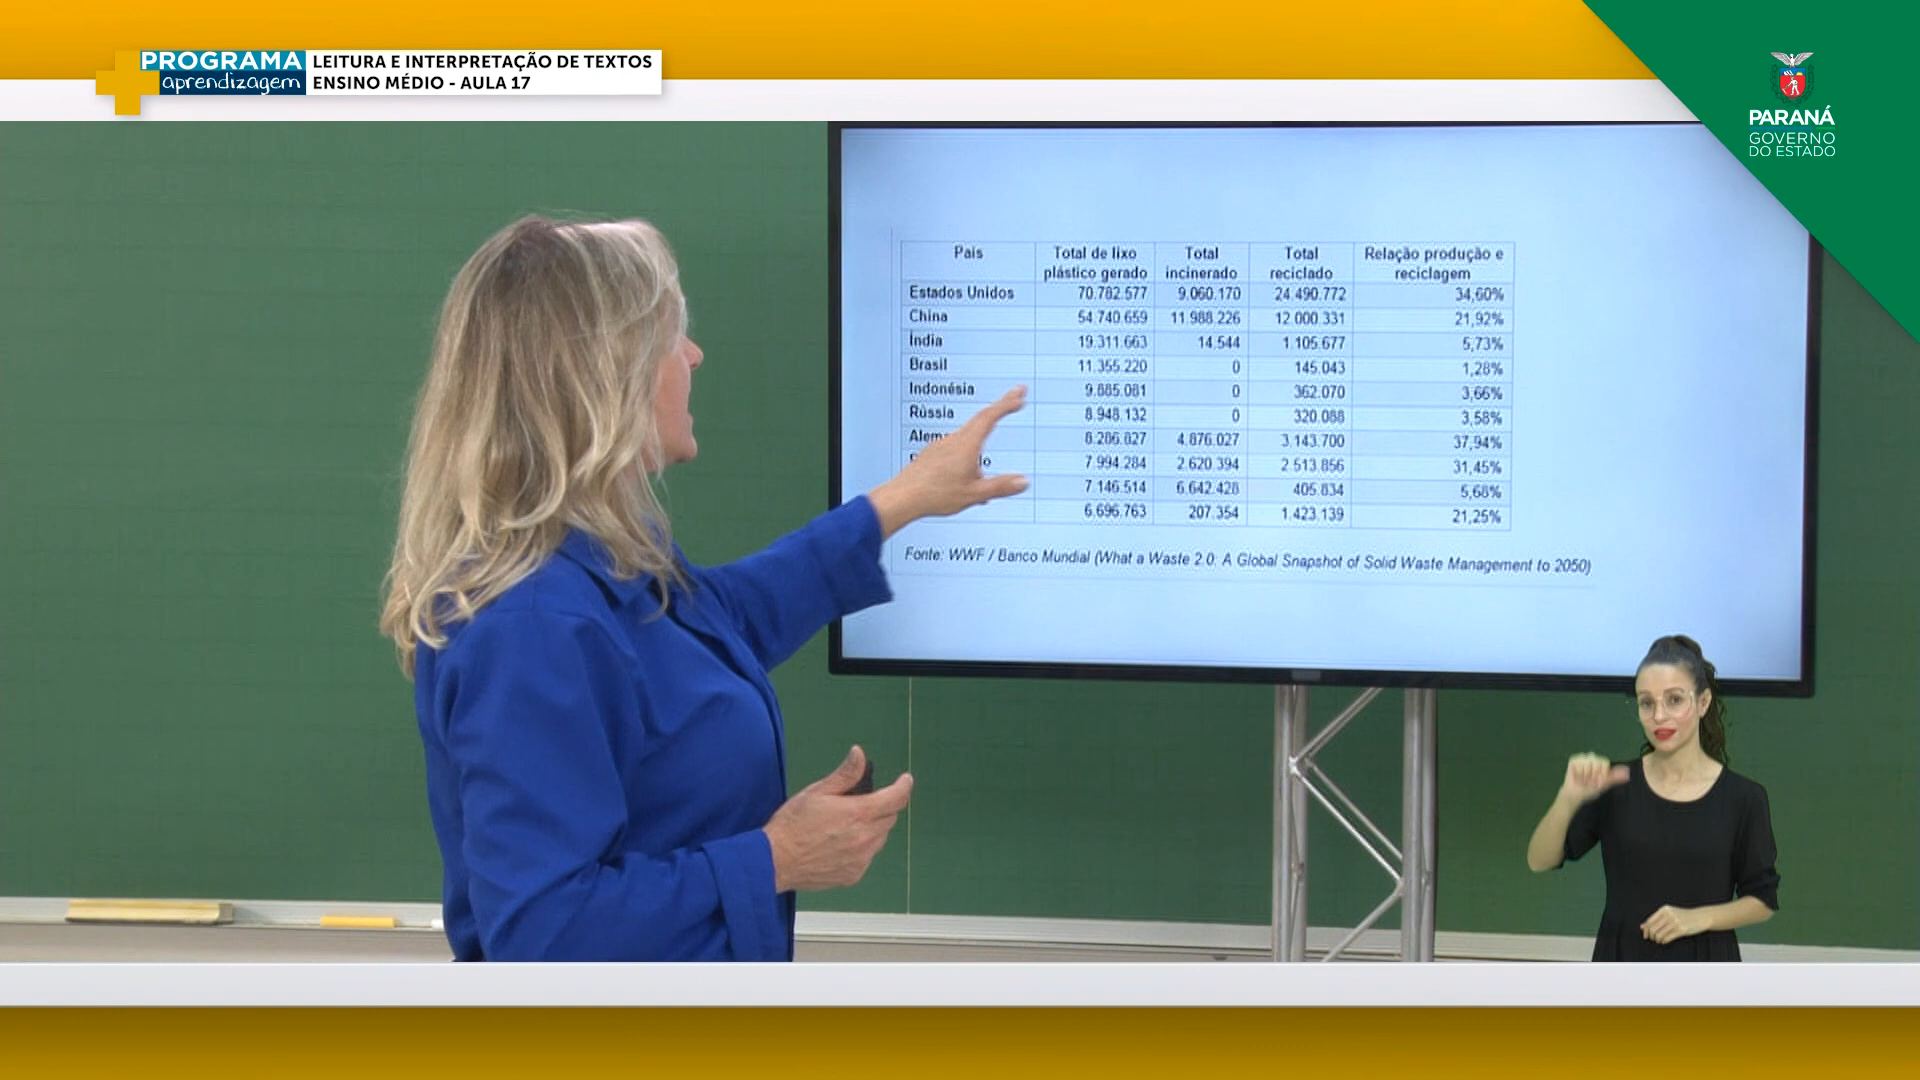 PROGRAMA
aprendizagem
LEITURA E INTERPRETAÇÃO DE TEXTOS
ENSINO MÉDIO - AULA 17
PARANÁ
GOVERNO
DO ESTADO
País Total de lixo plástico gerado Total incinerado Total reciclado Relação produção e reciclagem
Estados Unidos 70.782.577 9.060.170 24.490.772 34,60%
China 54.740.659 11.988.226 12.000.331 21,92%
Índia 19.311.663 14.544 1.105.677 5,73%
Brasil 11.355.220 0 145.043 1,28%
Indonésia 9.885.081 0 362.070 3,66%
Rússia 8.948.132 0 320.088 3,58%
8.286.827 4.876.027 3.143.700 37,94%
7.994.284 2.620.394 2.513.856 31,45%
7.146.514 6.642.428 405.834 5,68%
6.696.763 207.354 1.423.139 21,25%
Fonte: WWF / Banco Mundial (What a Waste 2.0: A Global Snapshot of Solid Waste Management to 2050)